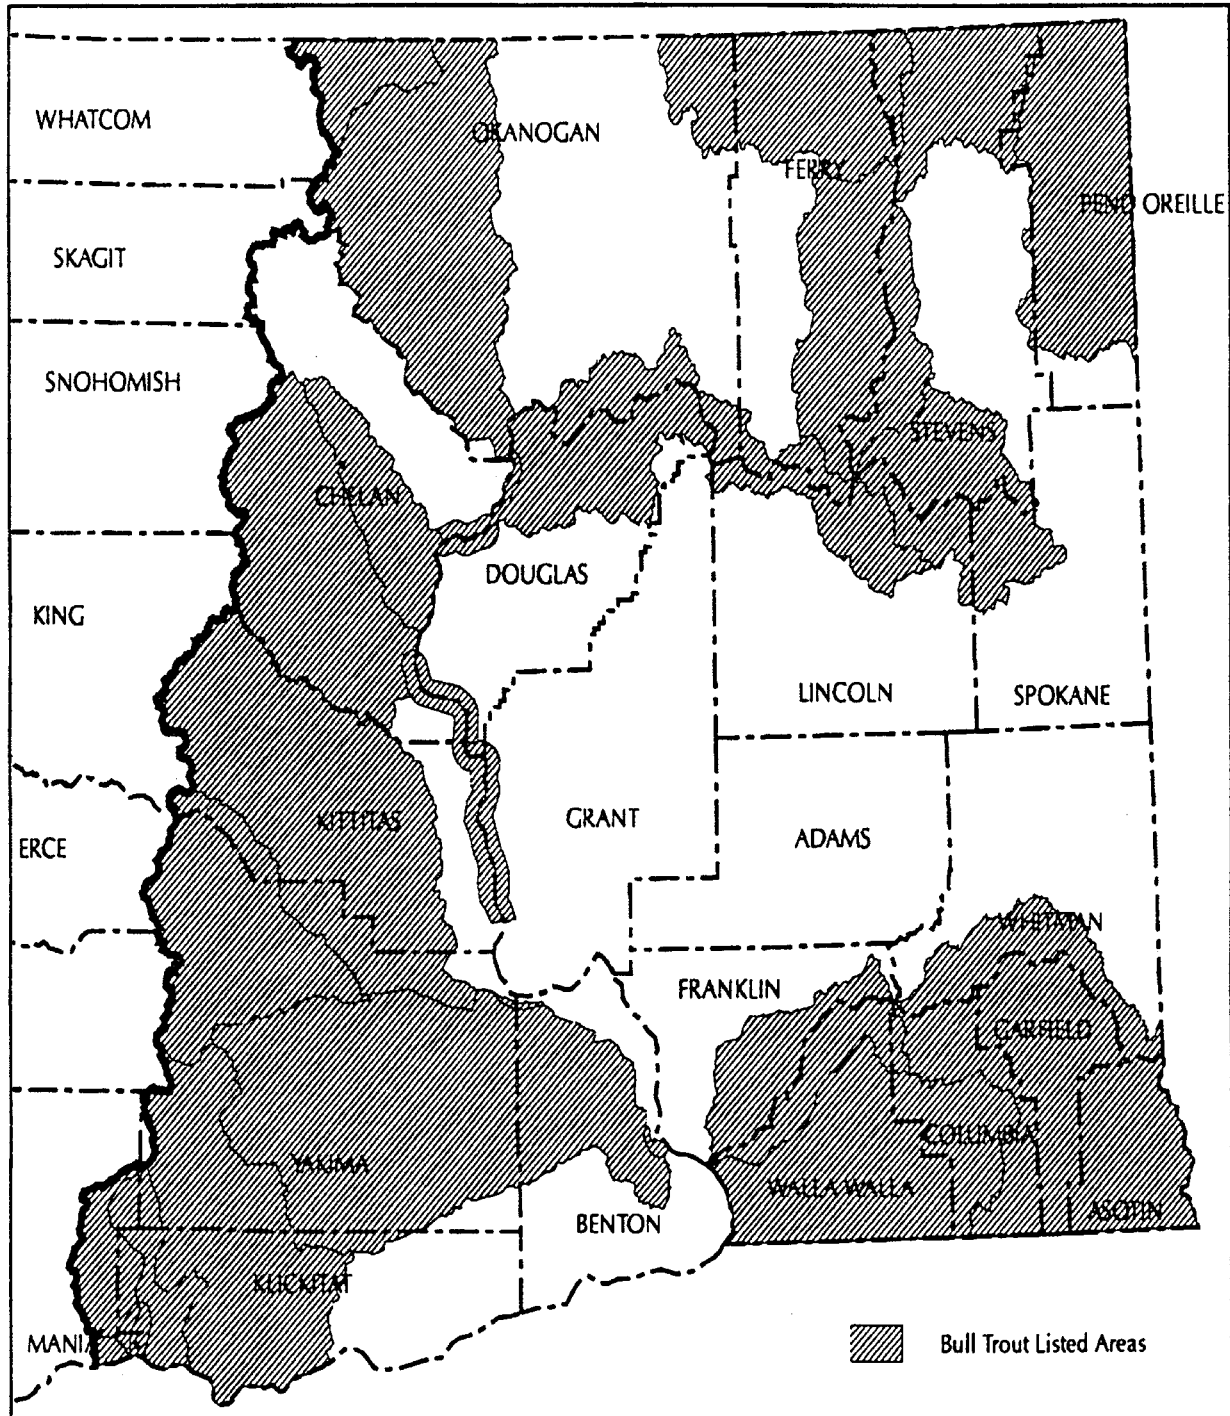 WHATCOM
OKANOGAN
FERRY
PEND OREILLE
SKAGIT
SNOHOMISH
STEVENS
CHELAN
DOUGLAS
KING
LINCOLN
SPOKANE
KITTITAS
GRANT
ADAMS
ERCE
WHITMAN
FRANKLIN
GARFIELD
COLUMBIA
YAKIMA
WALLA WALLA
ASOTIN
BENTON
KLICKITAT
MANIA
Bull Trout Listed Areas